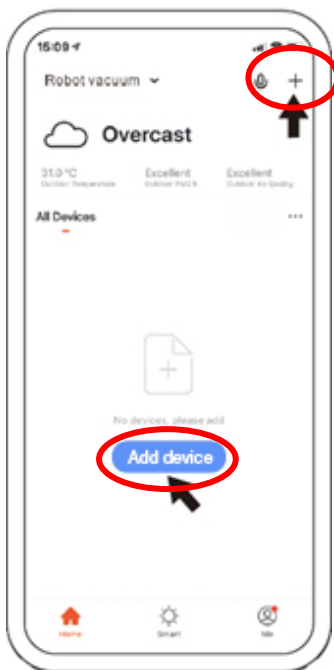 15:09
Robot vacuum
+
Overcast
31.0 °C Excellent Excellent
Outdoor Temperature Outdoor PM2.5 Outdoor Air Quality
All Devices ...
No devices, please add
Add device
Home Smart Me